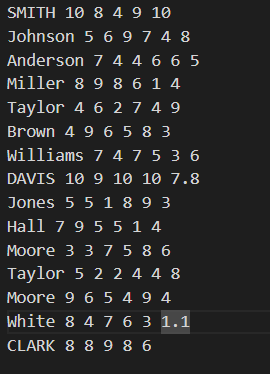 SMITH 10 8 4 9 10
Johnson 5 6 9 7 4 8
Anderson 7 4 4 6 6 5
Miller 8 9 8 6 1 4
Taylor 4 6 2 7 4 9
Brown 4 9 6 5 8 3
Williams 7 4 7 5 3 6
DAVIS 10 9 10 10 7.8
Jones 5 5 1 8 9 3
Hall 7 9 5 5 1 4
Moore 3 3 7 5 8 6
Taylor 5 2 2 4 4 8
Moore 9 6 5 4 9 4
White 8 4 7 6 3 1.1
CLARK 8 8 9 8 6